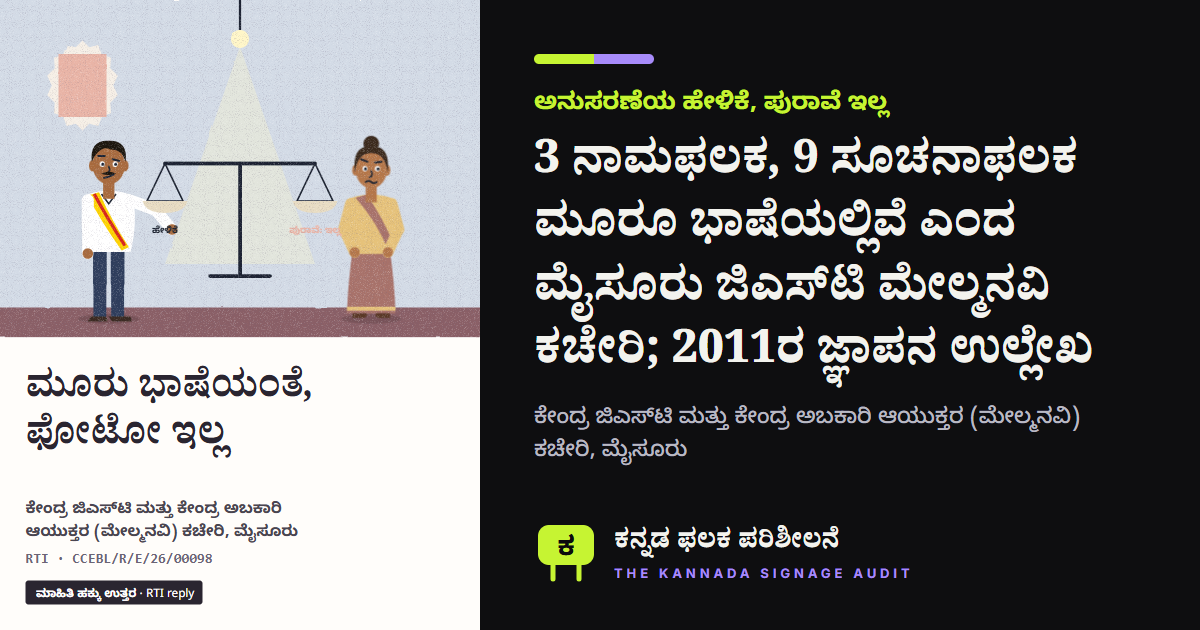 ಹೇಳಿಕೆ
ಪುರಾವೆ: ಇಲ್ಲ
ಮೂರು ಭಾಷೆಯಂತೆ,
ಫೋಟೋ ಇಲ್ಲ
ಕೇಂದ್ರ ಜಿಎಸ್‌ಟಿ ಮತ್ತು ಕೇಂದ್ರ ಅಬಕಾರಿ
ಆಯುಕ್ತರ (ಮೇಲ್ಮನವಿ) ಕಚೇರಿ, ಮೈಸೂರು
RTI · CCEBL/R/E/26/00098
ಮಾಹಿತಿ ಹಕ್ಕು ಉತ್ತರ · RTI reply
ಅನುಸರಣೆಯ ಹೇಳಿಕೆ, ಪುರಾವೆ ಇಲ್ಲ
3 ನಾಮಫಲಕ, 9 ಸೂಚನಾಫಲಕ
ಮೂರೂ ಭಾಷೆಯಲ್ಲಿವೆ ಎಂದ
ಮೈಸೂರು ಜಿಎಸ್‌ಟಿ ಮೇಲ್ಮನವಿ
ಕಚೇರಿ; 2011ರ ಜ್ಞಾಪನ ಉಲ್ಲೇಖ
ಕೇಂದ್ರ ಜಿಎಸ್‌ಟಿ ಮತ್ತು ಕೇಂದ್ರ ಅಬಕಾರಿ ಆಯುಕ್ತರ (ಮೇಲ್ಮನವಿ)
ಕಚೇರಿ, ಮೈಸೂರು
ಕ
ಕನ್ನಡ ಫಲಕ ಪರಿಶೀಲನೆ
THE KANNADA SIGNAGE AUDIT